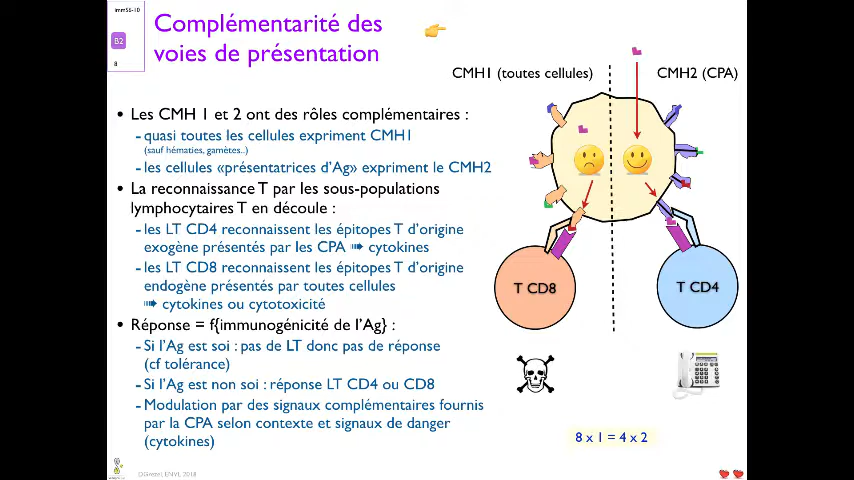 immS6-10
B2
8
Complémentarité des
voies de présentation
CMH1 (toutes cellules)
CMH2 (CPA)
• Les CMH 1 et 2 ont des rôles complémentaires :
- quasi toutes les cellules expriment CMH1
(sauf hématies, gamètes..)
- les cellules «présentatrices d'Ag» expriment le CMH2
• La reconnaissance T par les sous-populations
lymphocytaires T en découle :
- les LT CD4 reconnaissent les épitopes T d'origine
exogène présentés par les CPA ➠ cytokines
- les LT CD8 reconnaissent les épitopes T d'origine
endogène présentés par toutes cellules
➠ cytokines ou cytotoxicité
• Réponse = f{immunogénicité de l'Ag} :
- Si l'Ag est soi : pas de LT donc pas de réponse
(cf tolérance)
- Si l'Ag est non soi : réponse LT CD4 ou CD8
- Modulation par des signaux complémentaires fournis
par la CPA selon contexte et signaux de danger
(cytokines)
T CD8
T CD4
8 x 1 = 4 x 2
ENVL 2018